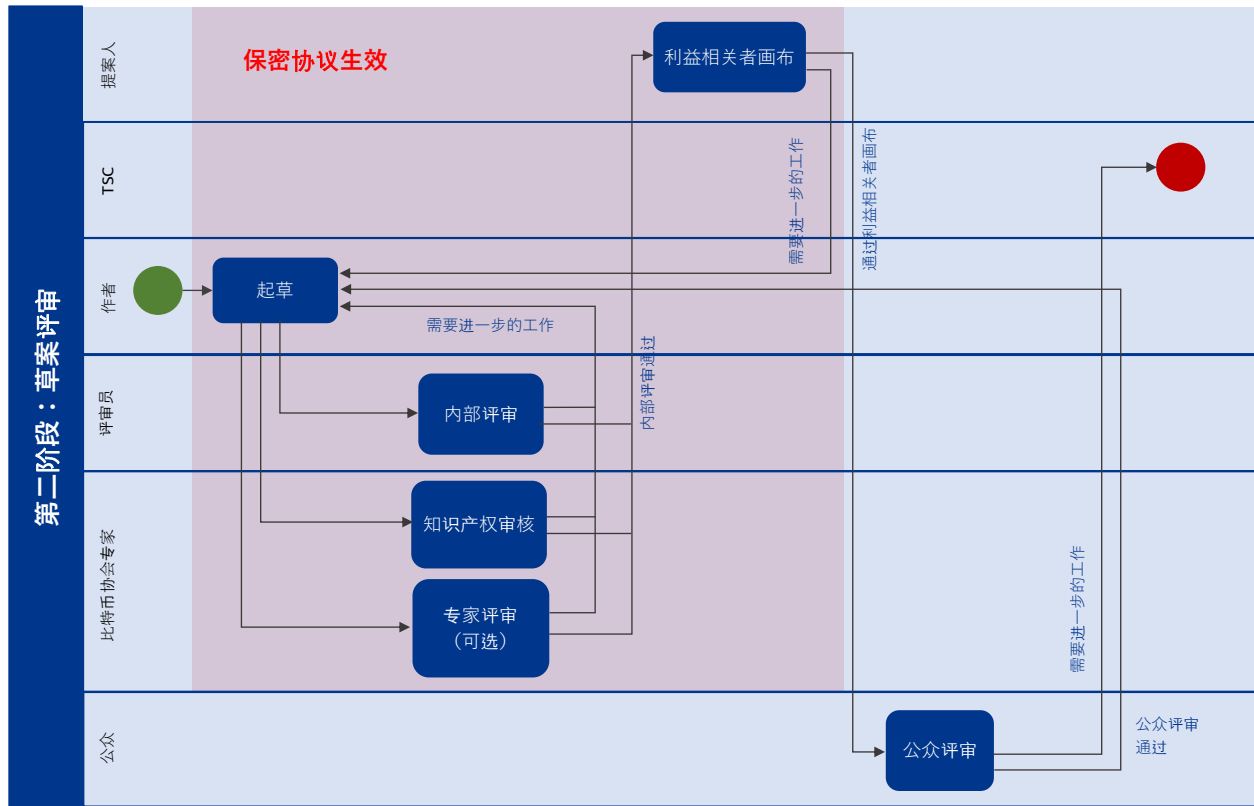 第二阶段：草案评审
提案人
保密协议生效
利益相关者画布
TSC
需要进一步的工作
通过利益相关者画布
作者
起草
需要进一步的工作
评审员
内部评审
内部评审通过
比特币协会专家
知识产权审核
专家评审
（可选）
需要进一步的工作
公众
公众评审
公众评审
通过